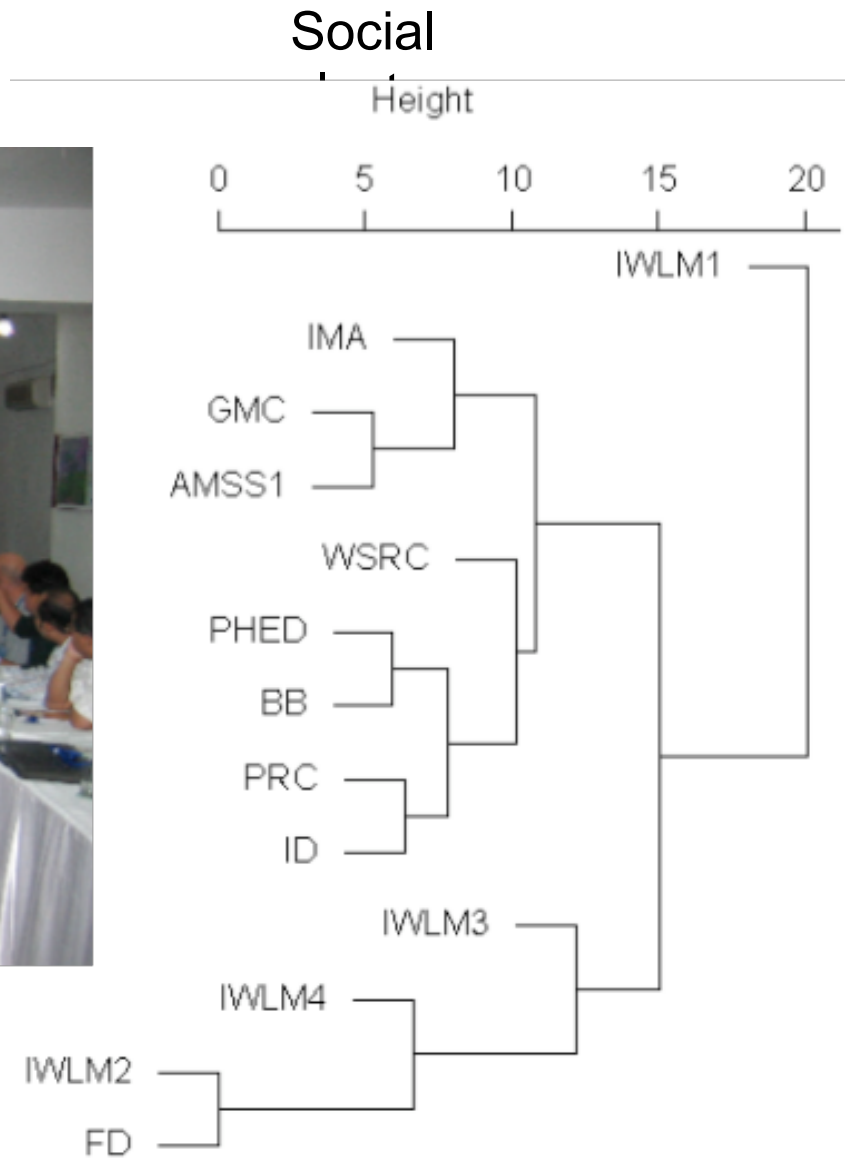 Social
Height
0 5 10 15 20
IWLM1
IMA
GMC
AMSS1
WSRC
PHED
BB
PRC
ID
IWLM3
IWLM4
IWLM2
FD